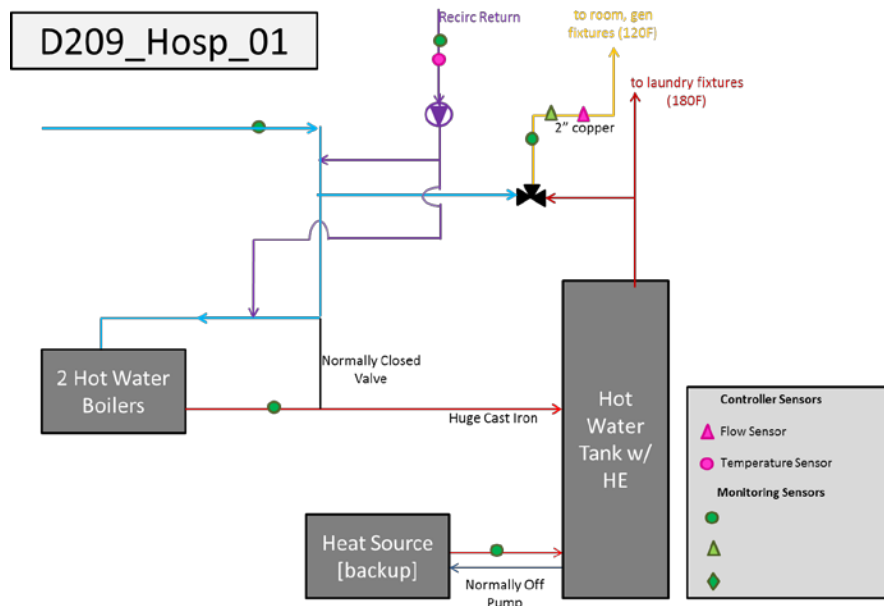 D209_Hosp_01
Recirc Return
to room, gen
fixtures (120F)
to laundry fixtures
(180F)
2” copper
2 Hot Water
Boilers
Normally Closed
Valve
Huge Cast Iron
Hot
Water
Tank w/
HE
Heat Source
[backup]
Normally Off
Pump
Controller Sensors
Flow Sensor
Temperature Sensor
Monitoring Sensors